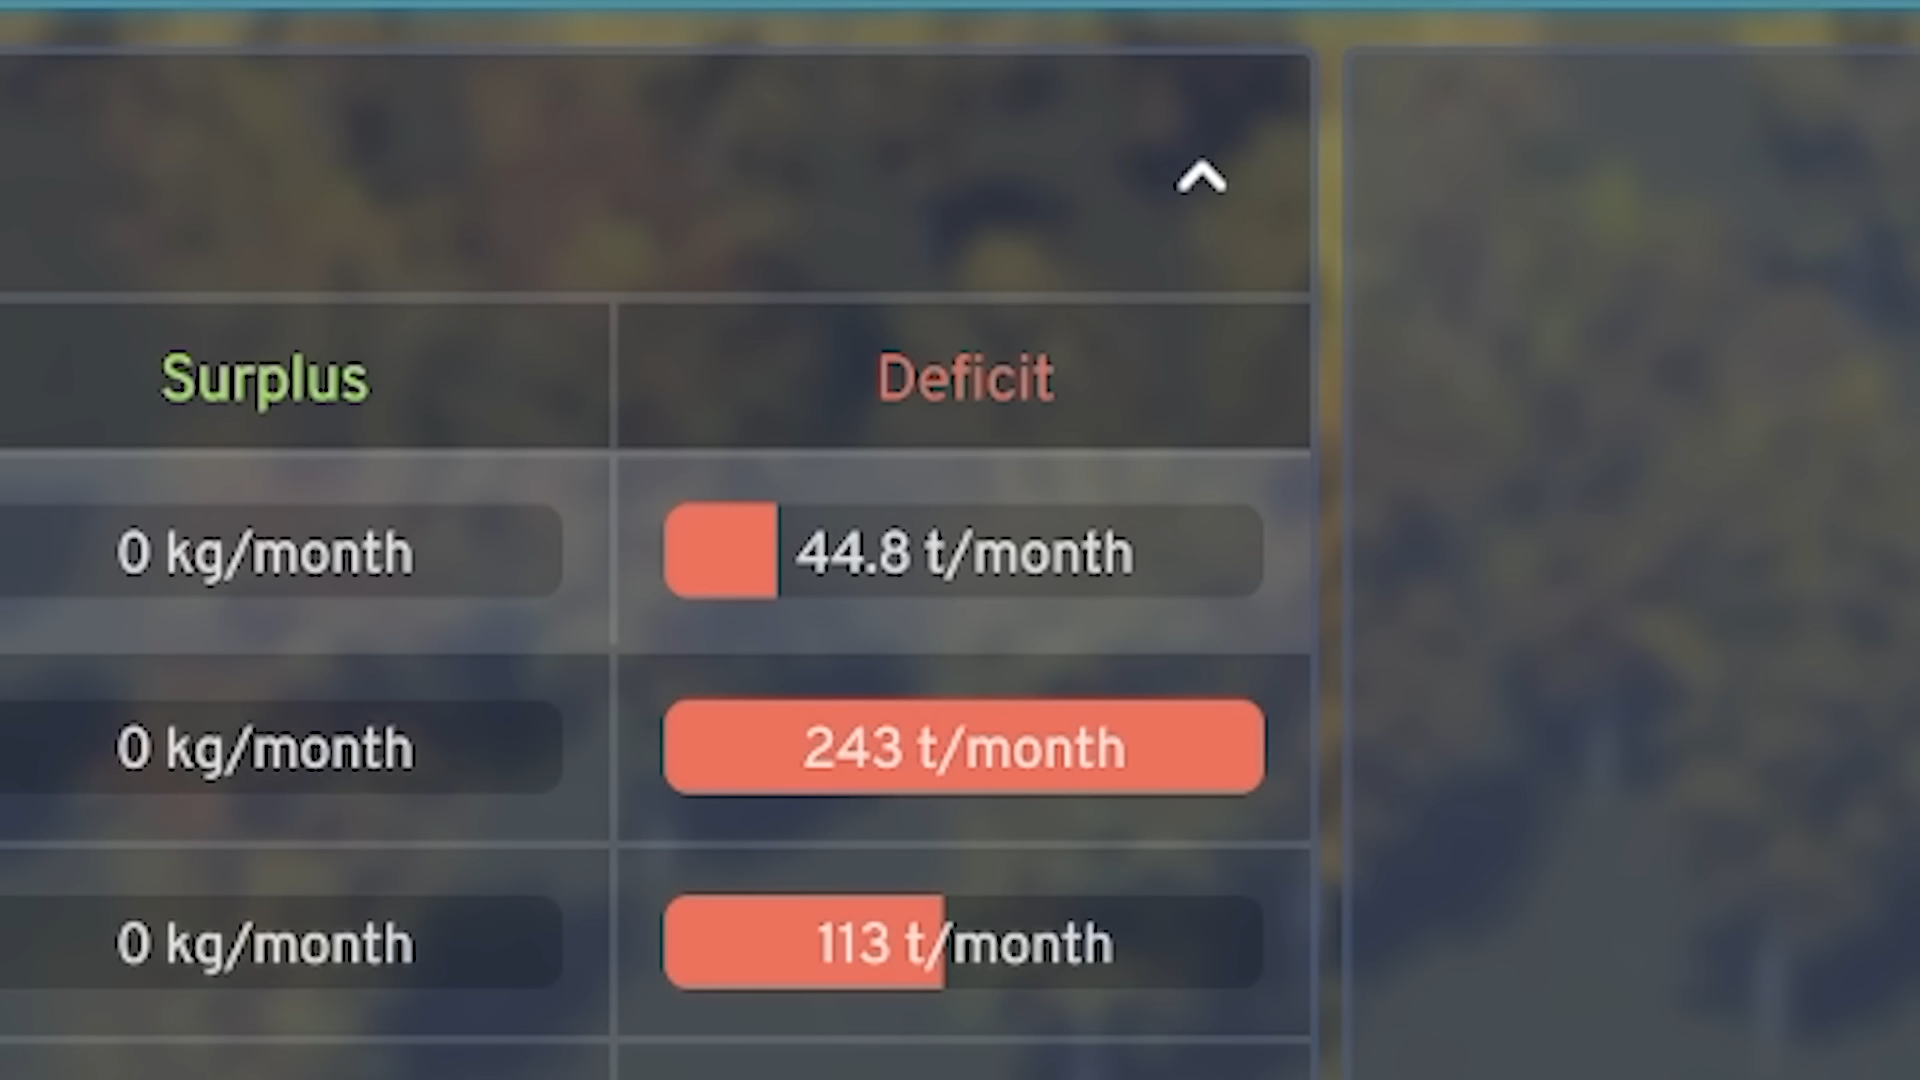 Surplus Deficit
0 kg/month 44.8 t/month
0 kg/month 243 t/month
0 kg/month 113 t/month